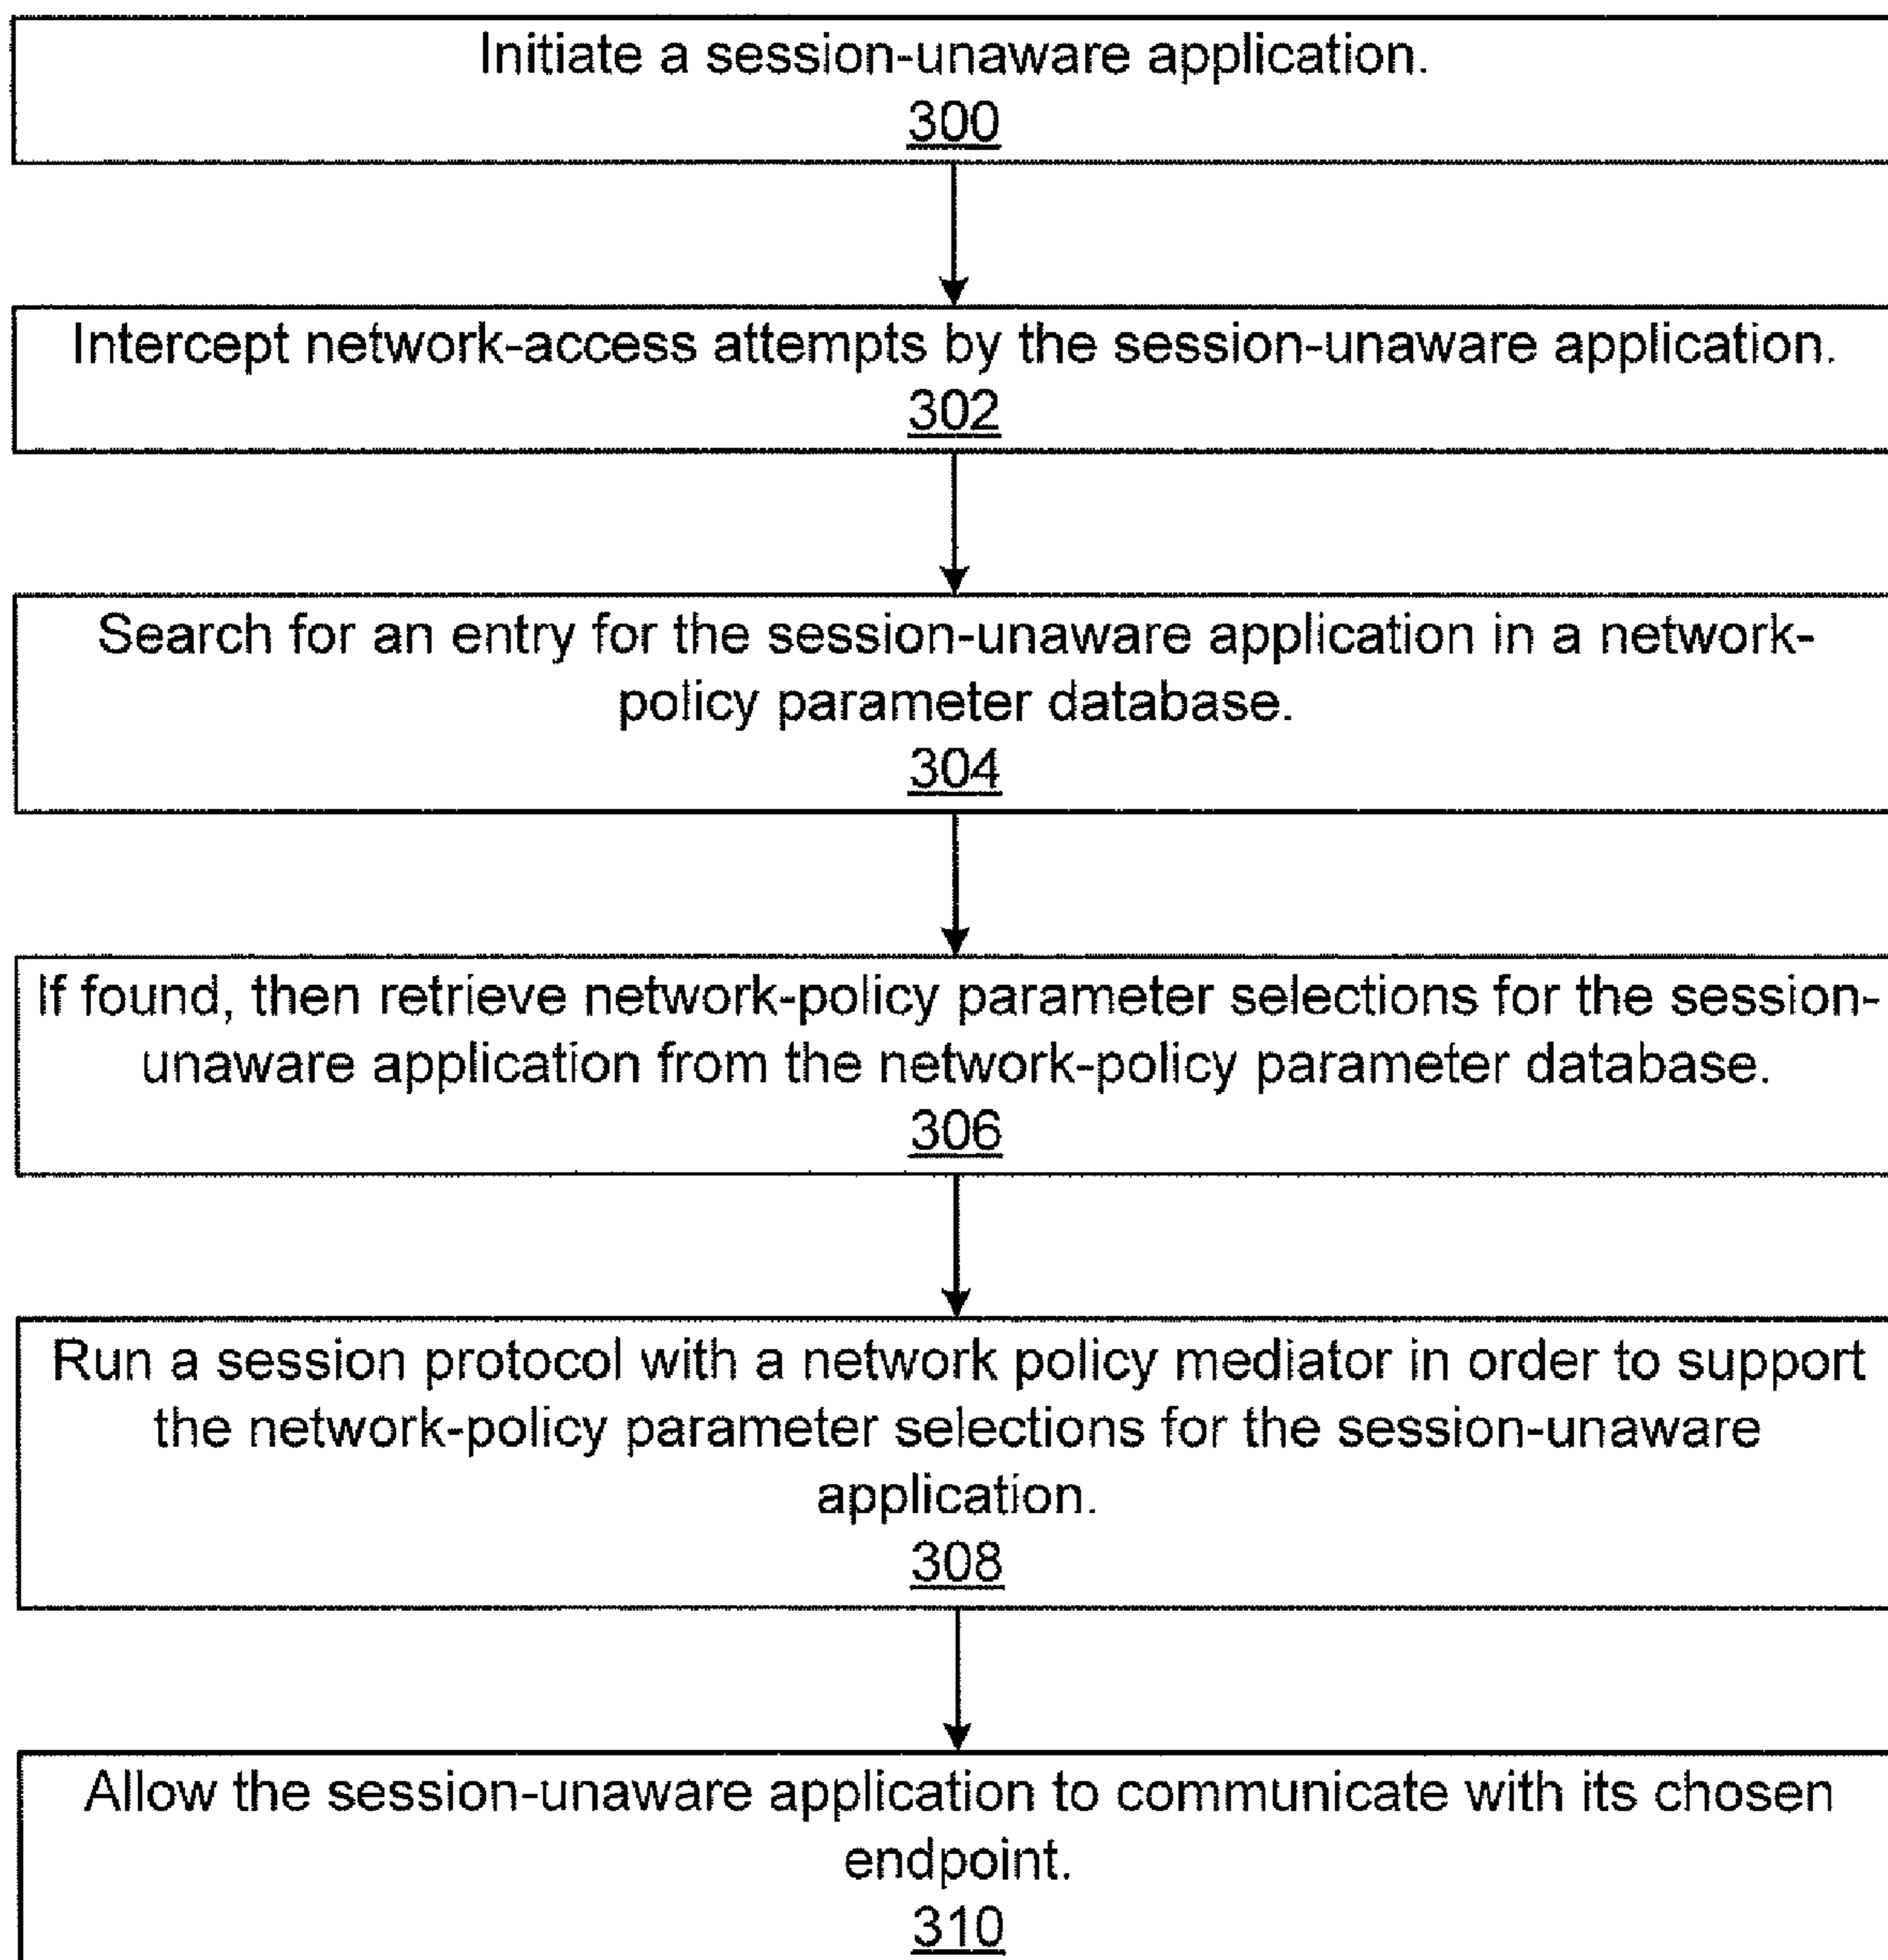 Initiate a session-unaware application.
300
Intercept network-access attempts by the session-unaware application.
302
Search for an entry for the session-unaware application in a network-
policy parameter database.
304
If found, then retrieve network-policy parameter selections for the session-
unaware application from the network-policy parameter database.
306
Run a session protocol with a network policy mediator in order to support
the network-policy parameter selections for the session-unaware
application.
308
Allow the session-unaware application to communicate with its chosen
endpoint.
310